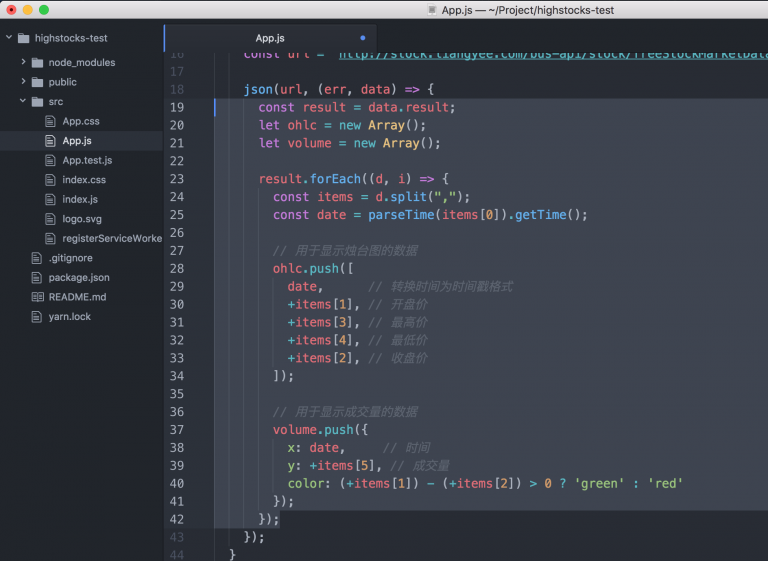 App.js — ~/Project/highstocks-test
highstocks-test
node_modules
public
src
App.css
App.js
App.test.js
index.css
index.js
logo.svg
registerServiceWorke
.gitignore
package.json
README.md
yarn.lock
App.js
16 const url = "http://stock.liangyee.com/bus-api/stock/freeStockMarketData
17
18 json(url, (err, data) => {
19 const result = data.result;
20 let ohlc = new Array();
21 let volume = new Array();
22
23 result.forEach((d, i) => {
24 const items = d.split(",");
25 const date = parseTime(items[0]).getTime();
26
27 // 用于显示烛台图的数据
28 ohlc.push([
29 date, // 转换时间为时间戳格式
30 +items[1], // 开盘价
31 +items[3], // 最高价
32 +items[4], // 最低价
33 +items[2], // 收盘价
34 ]);
35
36 // 用于显示成交量的数据
37 volume.push({
38 x: date, // 时间
39 y: +items[5], // 成交量
40 color: (+items[1]) - (+items[2]) > 0 ? 'green' : 'red'
41 });
42 });
43 });
44 }